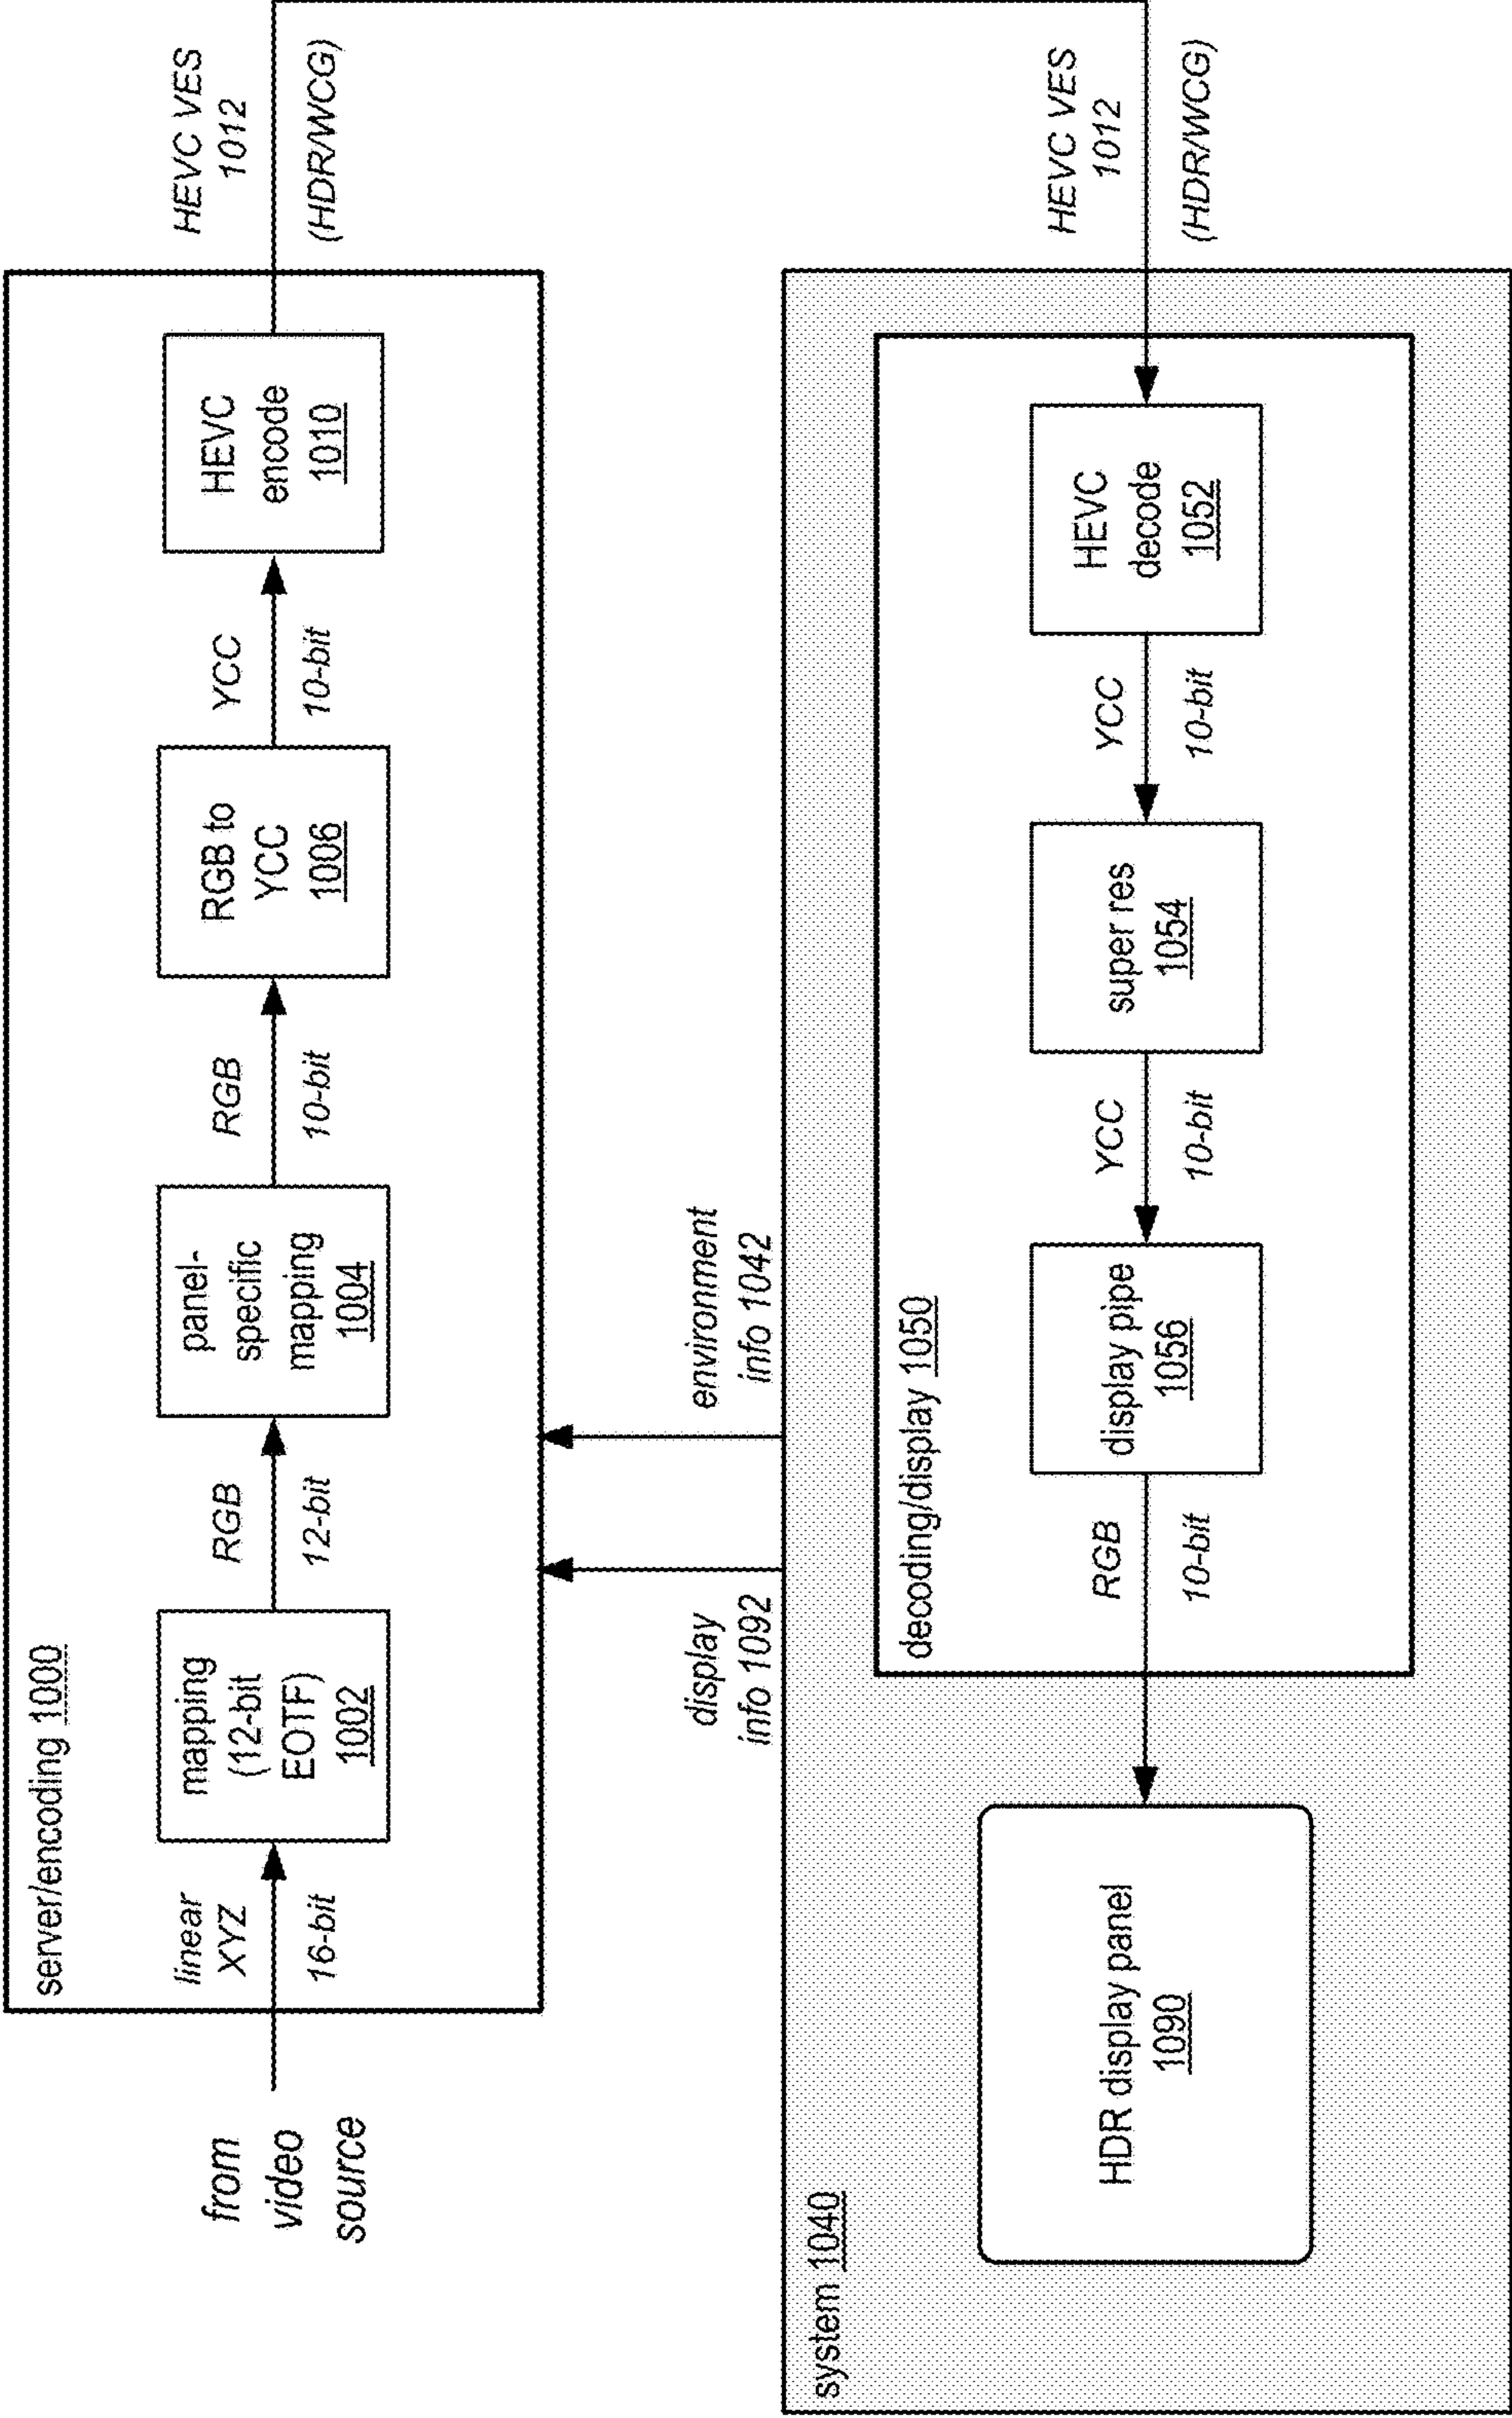 server/encoding 1000
from
video
source
linear
XYZ
16-bit
mapping
(12-bit
EOTF)
1002
RGB
12-bit
panel-
specific
mapping
1004
RGB
10-bit
RGB to
YCC
1006
YCC
10-bit
HEVC
encode
1010
HEVC VES
1012
(HDR/WCG)
display
info 1092
environment
info 1042
system 1040
HDR display panel
1090
decoding/display 1050
RGB
10-bit
display pipe
1056
YCC
10-bit
super res
1054
YCC
10-bit
HEVC
decode
1052
HEVC VES
1012
(HDR/WCG)